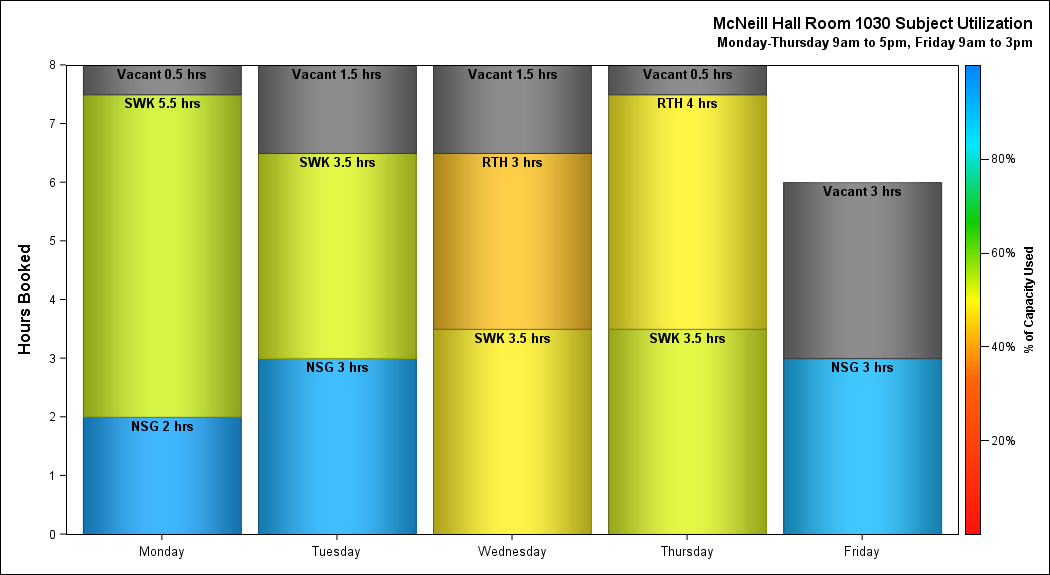 McNeill Hall Room 1030 Subject Utilization
Monday-Thursday 9am to 5pm, Friday 9am to 3pm
Hours Booked
8
7
6
5
4
3
2
1
0
Vacant 0.5 hrs
SWK 5.5 hrs
NSG 2 hrs
Vacant 1.5 hrs
SWK 3.5 hrs
NSG 3 hrs
Vacant 1.5 hrs
RTH 3 hrs
SWK 3.5 hrs
Vacant 0.5 hrs
RTH 4 hrs
SWK 3.5 hrs
Vacant 3 hrs
NSG 3 hrs
Monday
Tuesday
Wednesday
Thursday
Friday
80%
60%
40%
20%
% of Capacity Used